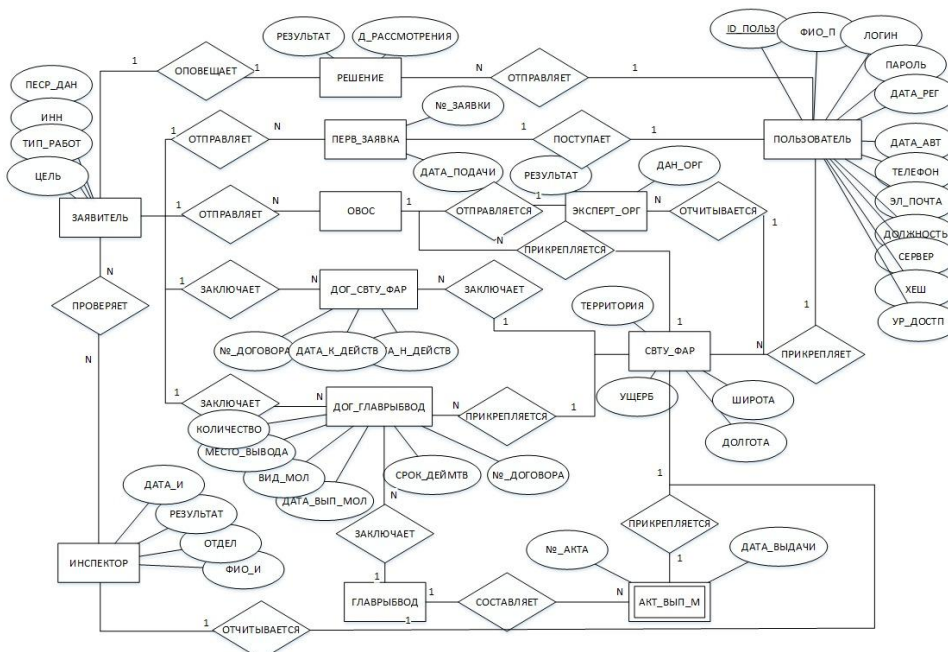 ID_ПОЛЬЗ
ФИО_П
ЛОГИН
РЕЗУЛЬТАТ
Д_РАССМОТРЕНИЯ
ПАРОЛЬ
1
ОПОВЕЩАЕТ
1
РЕШЕНИЕ
N
ОТПРАВЛЯЕТ
1
ПЕСР_ДАН
ДАТА_РЕГ
№_ЗАЯВКИ
ИНН
1
ОТПРАВЛЯЕТ
N
ПЕРВ_ЗАЯВКА
1
ПОСТУПАЕТ
1
ПОЛЬЗОВАТЕЛЬ
ДАТА_АВТ
ТИП_РАБОТ
ДАТА_ПОДАЧИ
РЕЗУЛЬТАТ
ДАН_ОРГ
ТЕЛЕФОН
ЦЕЛЬ
ЭЛ_ПОЧТА
ЗАЯВИТЕЛЬ
1
ОТПРАВЛЯЕТ
N
ОВОС
1
ОТПРАВЛЯЕТСЯ
1
ЭКСПЕРТ_ОРГ
N
ОТЧИТЫВАЕТСЯ
1
ДОЛЖНОСТЬ
N
ПРИКРЕПЛЯЕТСЯ
СЕРВЕР
N
1
ЗАКЛЮЧАЕТ
N
ДОГ_СВТУ_ФАР
N
ЗАКЛЮЧАЕТ
ХЕШ
ПРОВЕРЯЕТ
ТЕРРИТОРИЯ
УР_ДОСТП
1
1
1
№_ДОГОВОРА
ДАТА_К_ДЕЙСТВ
А_Н_ДЕЙСТВ
СВТУ_ФАР
N
ПРИКРЕПЛЯЕТ
N
1
ЗАКЛЮЧАЕТ
N
ДОГ_ГЛАВРЫБВОД
N
ПРИКРЕПЛЯЕТСЯ
1
УЩЕРБ
ШИРОТА
КОЛИЧЕСТВО
МЕСТО_ВЫВОДА
ДОЛГОТА
ВИД_МОЛ
СРОК_ДЕЙМТВ
№_ДОГОВОРА
1
ДАТА_И
ДАТА_ВЫП_МОЛ
N
РЕЗУЛЬТАТ
ЗАКЛЮЧАЕТ
ПРИКРЕПЛЯЕТСЯ
ОТДЕЛ
№_АКТА
ДАТА_ВЫДАЧИ
ИНСПЕКТОР
ФИО_И
1
1
ГЛАВРЫБВОД
1
СОСТАВЛЯЕТ
N
АКТ_ВЫП_М
1
ОТЧИТЫВАЕТСЯ
1